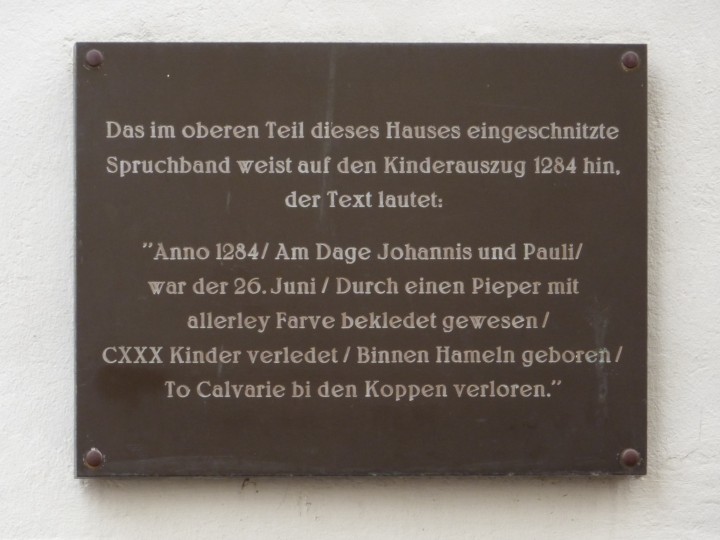 Das im oberen Teil dieses Hauses eingeschnitzte
Spruchband weist auf den Kinderauszug 1284 hin,
der Text lautet:
"Anno 1284/ Am Dage Johannis und Pauli/
war der 26. Juni / Durch einen Pieper mit
allerley Farve bekledet gewesen /
CXXX Kinder verledet / Binnen Hameln geboren /
To Calvarie bi den Koppen verloren."